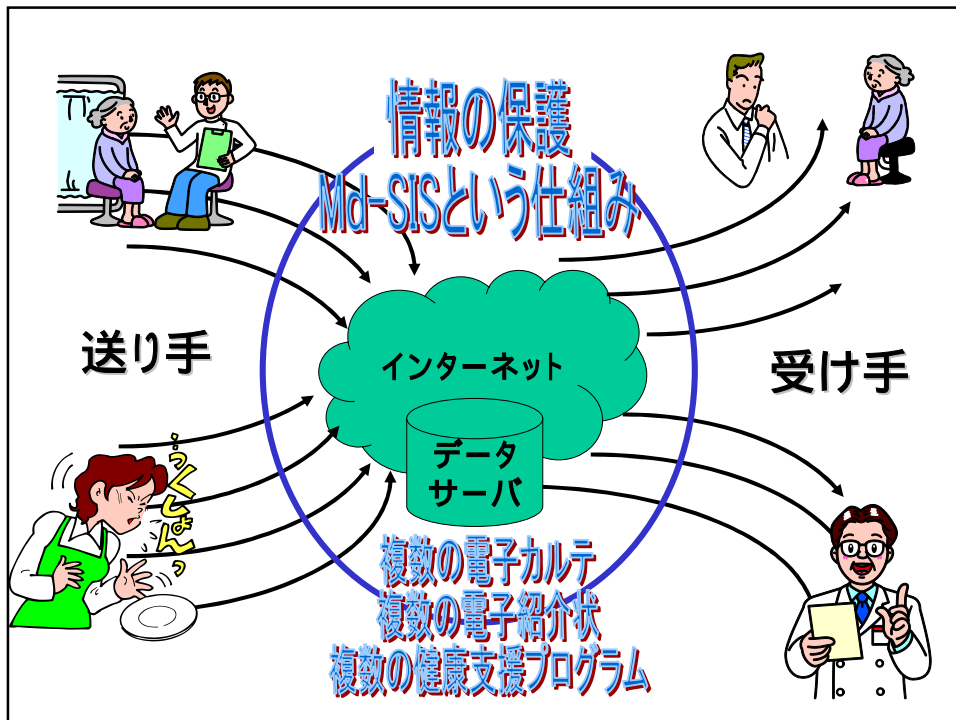 情報の保護
Md-SISという仕組み
送り手
インターネット
受け手
データ
サーバ
っくしょんっ
複数の電子カルテ
複数の電子紹介状
複数の健康支援プログラム